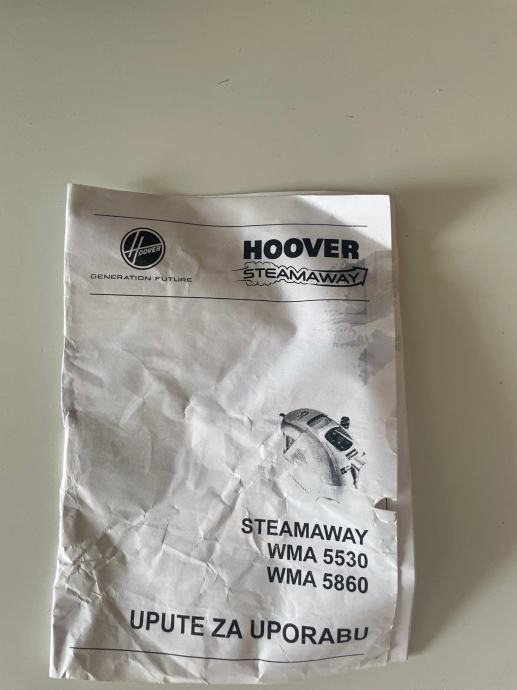 HOOVER
GENERATION FUTURE
HOOVER
STEAMAWAY
STEAMAWAY
WMA 5530
WMA 5860
UPUTE ZA UPORABU